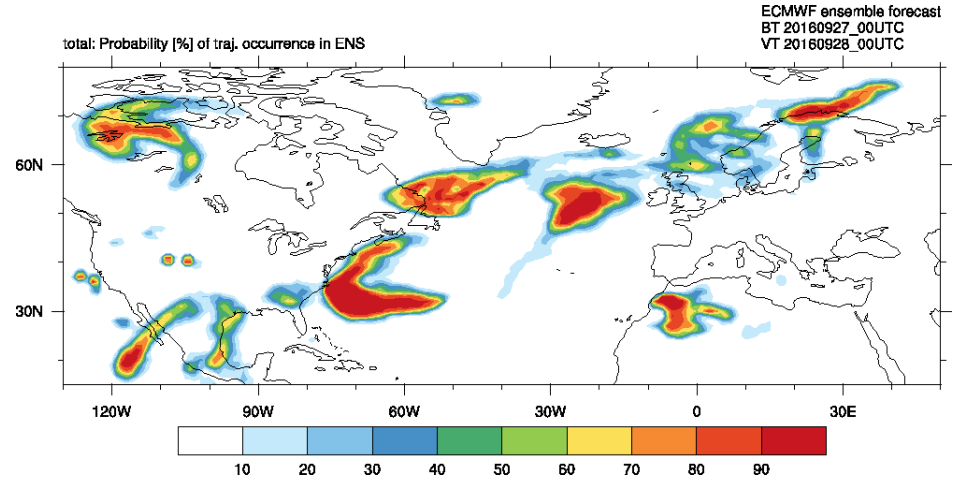 ECMWF ensemble forecast
BT 20160927_00UTC
total: Probability [%] of traj. occurrence in ENS
VT 20160928_00UTC
60N
30N
120W 90W 60W 30W 0 30E
10 20 30 40 50 60 70 80 90